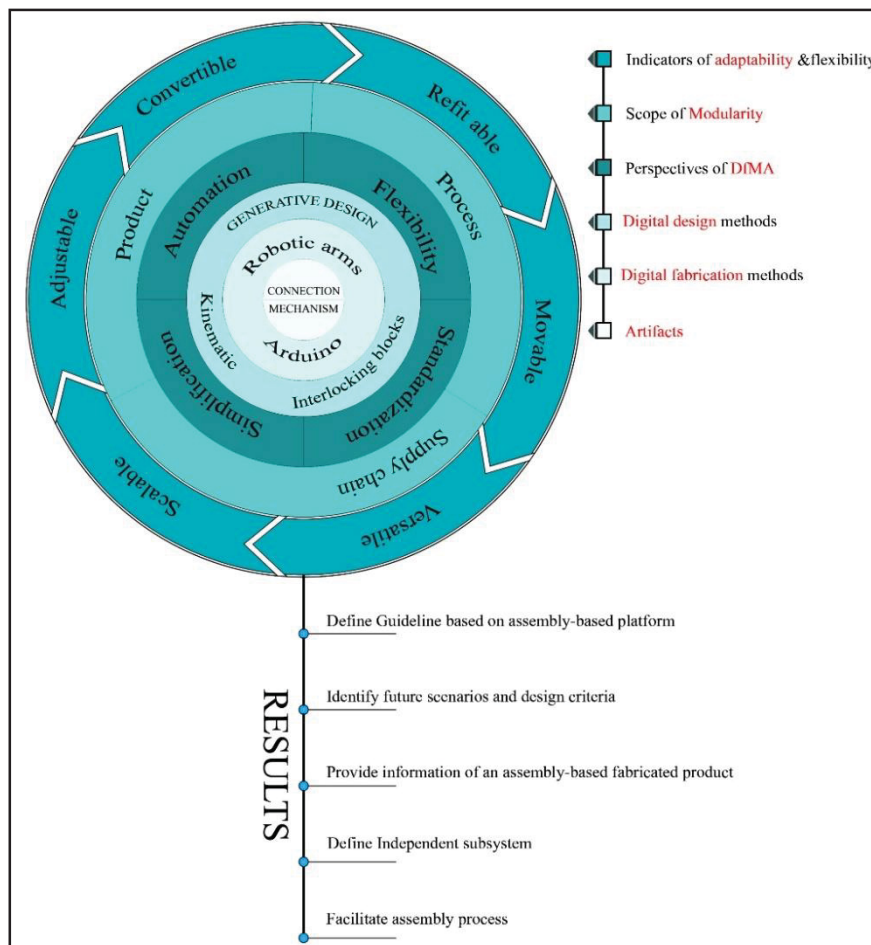 Convertible
Refit able
Movable
Versatile
Scalable
Adjustable
Product
Process
Supply chain
Automation
Flexibility
Standardization
Simplification
GENERATIVE DESIGN
Interlocking blocks
Kinematic
Robotic arms
Arduino
CONNECTION
MECHANISM
Indicators of adaptability &flexibility
Scope of Modularity
Perspectives of DfMA
Digital design methods
Digital fabrication methods
Artifacts
RESULTS
Define Guideline based on assembly-based platform
Identify future scenarios and design criteria
Provide information of an assembly-based fabricated product
Define Independent subsystem
Facilitate assembly process